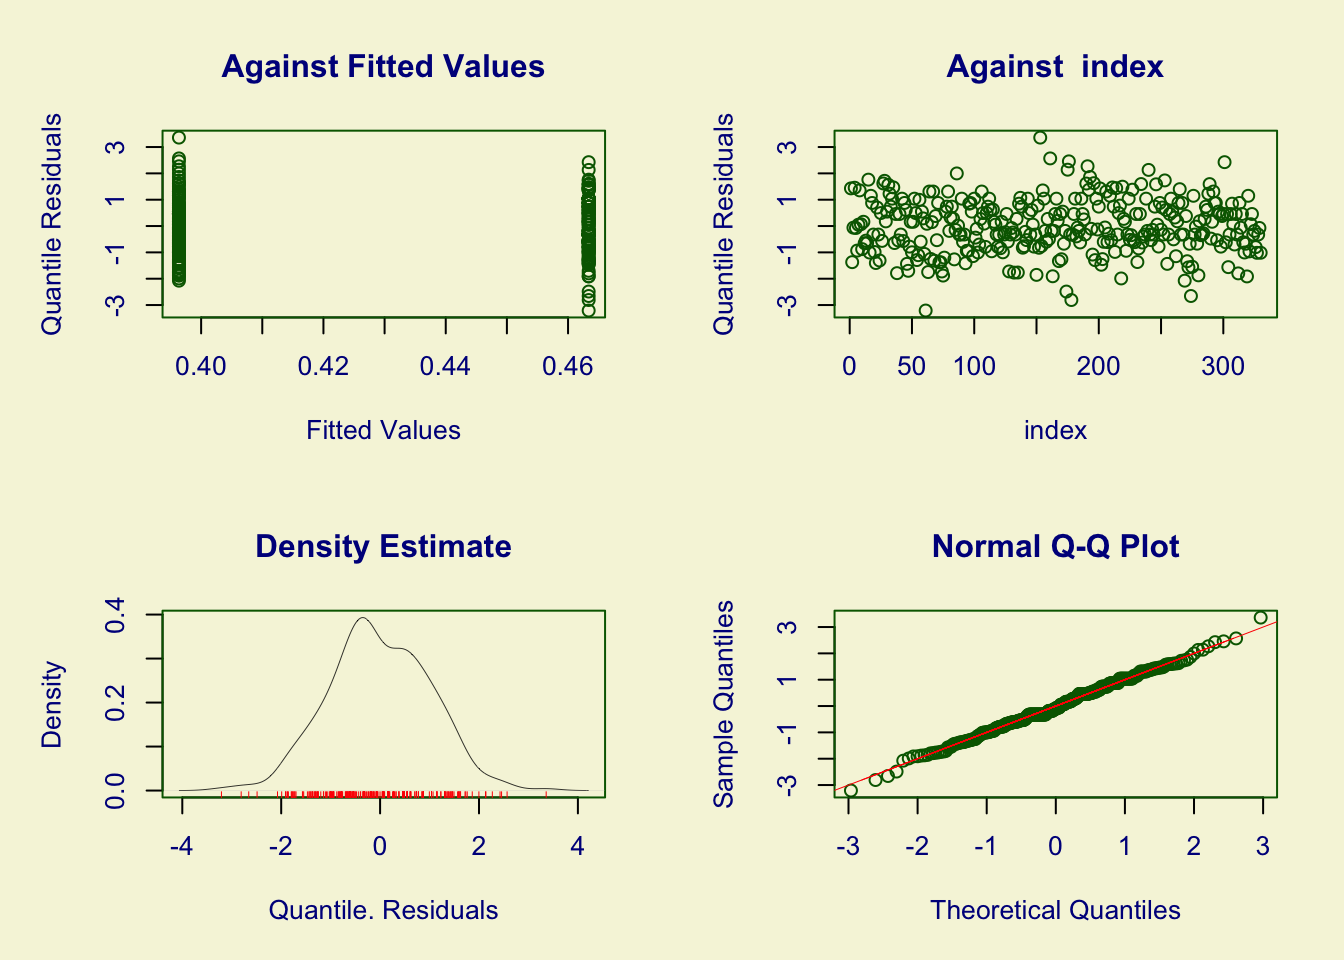 Against Fitted Values
Quantile Residuals
3
1
-1
-3
0.40 0.42 0.44 0.46
Fitted Values
Against  index
Quantile Residuals
3
1
-1
-3
0 50 100 200 300
index
Density Estimate
Density
0.4
0.2
0.0
-4 -2 0 2 4
Quantile. Residuals
Normal Q-Q Plot
Sample Quantiles
3
1
-1
-3
-3 -2 -1 0 1 2 3
Theoretical Quantiles